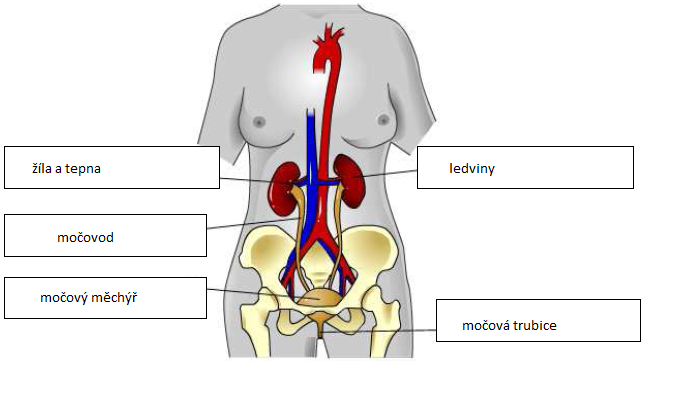 žíla a tepna
ledviny
močovod
močový měchýř
močová trubice